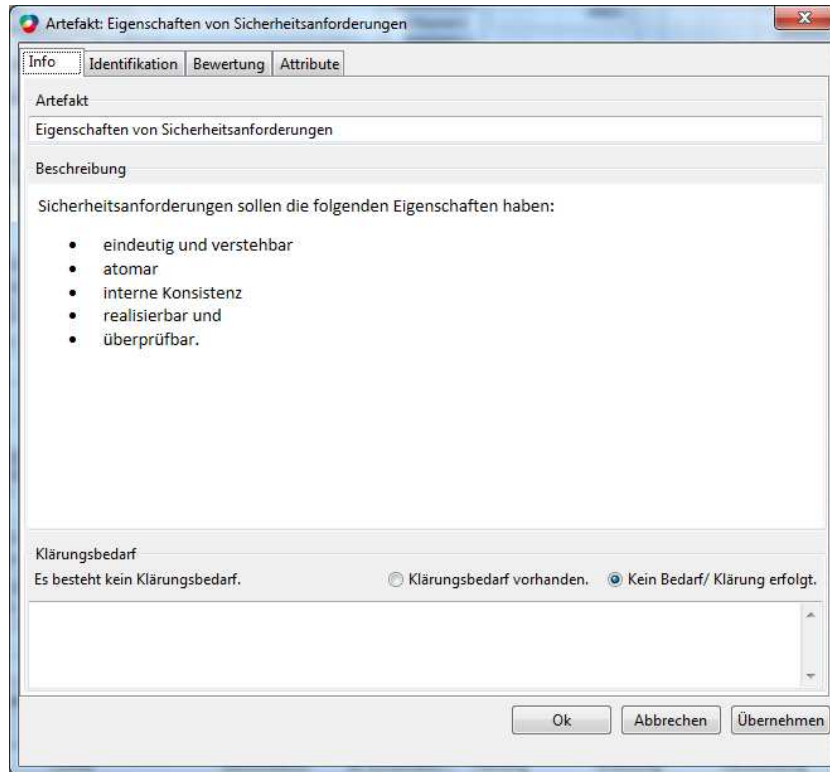 Artefakt: Eigenschaften von Sicherheitsanforderungen
Info Identifikation Bewertung Attribute
Artefakt
Eigenschaften von Sicherheitsanforderungen
Beschreibung
Sicherheitsanforderungen sollen die folgenden Eigenschaften haben:
• eindeutig und verstehbar
• atomar
• interne Konsistenz
• realisierbar und
• überprüfbar.
Klärungsbedarf
Es besteht kein Klärungsbedarf. Klärungsbedarf vorhanden. Kein Bedarf/ Klärung erfolgt.
Ok Abbrechen Übernehmen